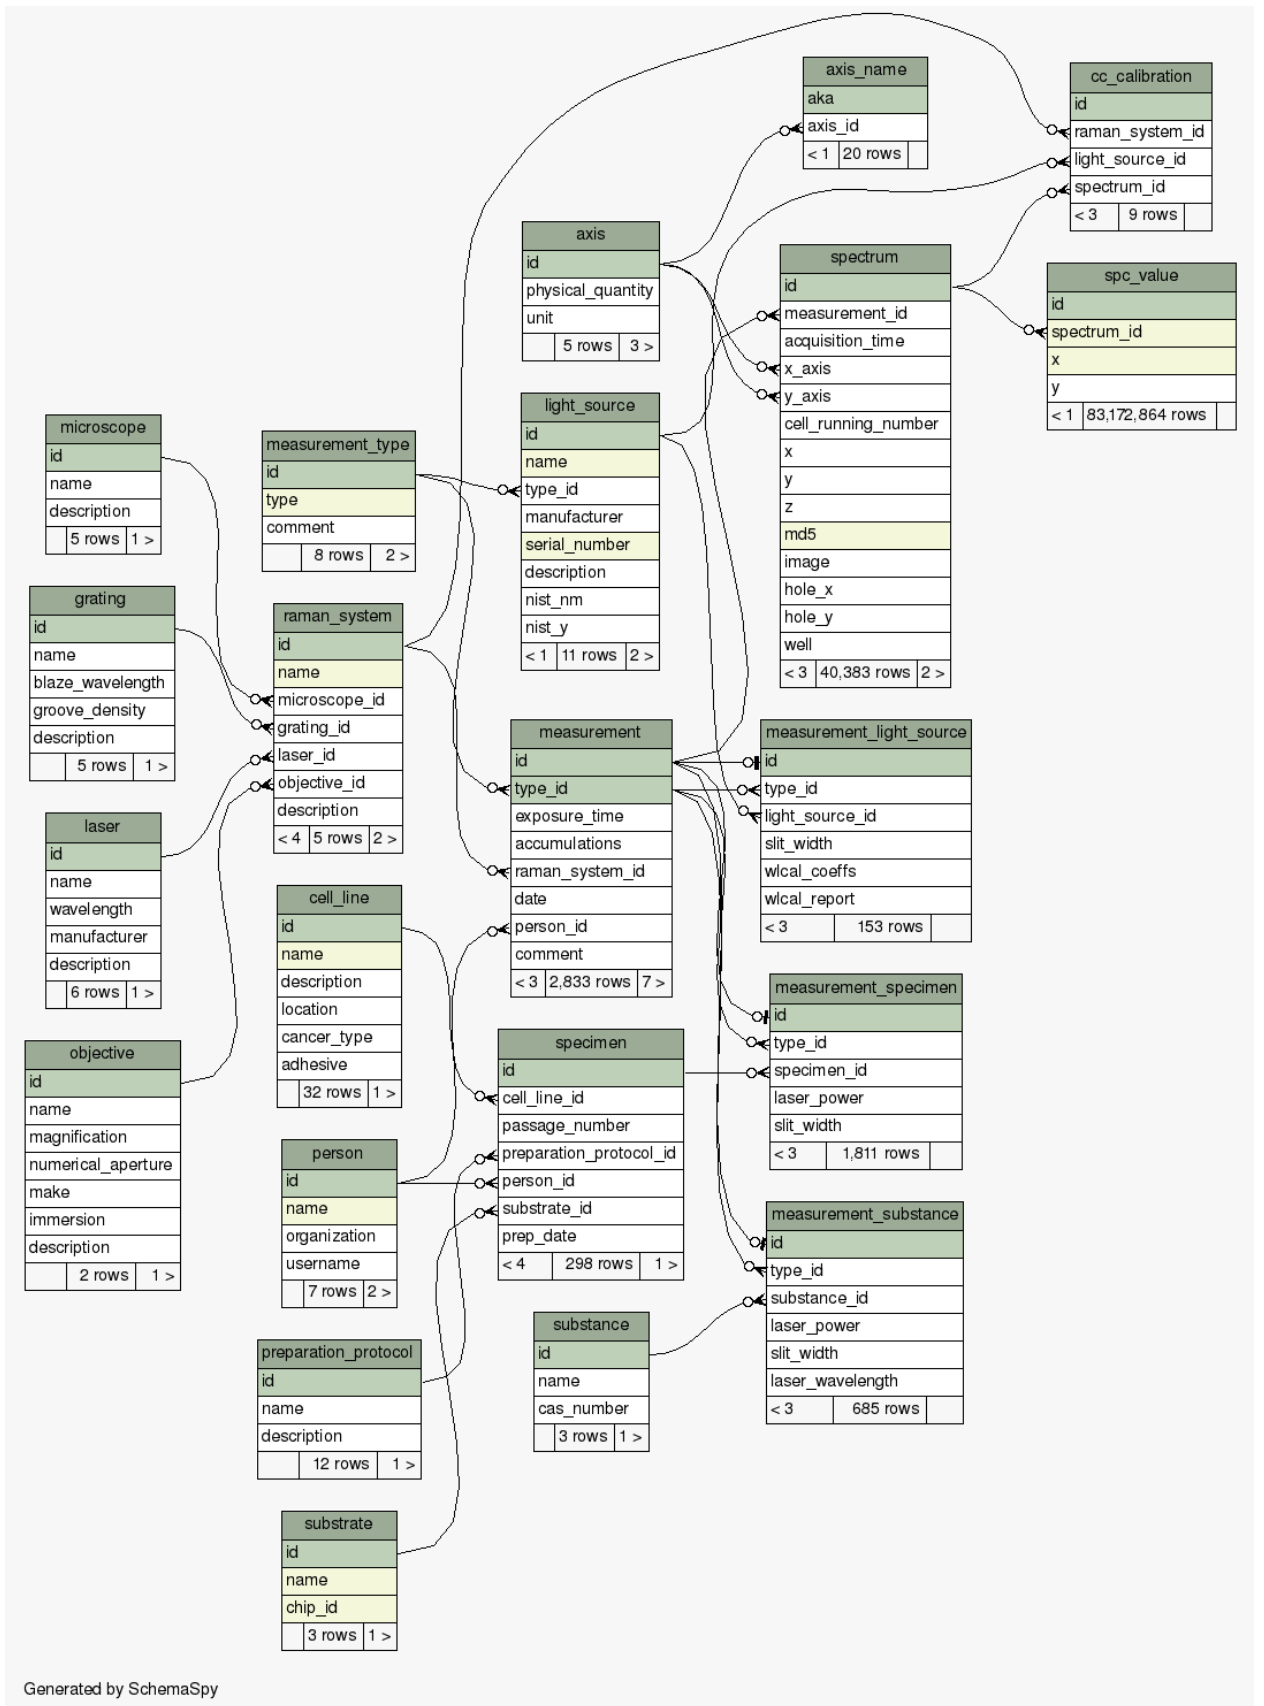 axis_name
aka
axis_id
< 1 20 rows
cc_calibration
id
raman_system_id
light_source_id
spectrum_id
< 3 9 rows
axis
id
physical_quantity
unit
5 rows 3 >
spectrum
id
measurement_id
acquisition_time
x_axis
y_axis
cell_running_number
x
y
z
md5
image
hole_x
hole_y
well
< 3 40,383 rows 2 >
spc_value
id
spectrum_id
x
y
< 1 83,172,864 rows
light_source
id
name
type_id
manufacturer
serial_number
description
nist_nm
nist_y
< 1 11 rows 2 >
microscope
id
name
description
5 rows 1 >
measurement_type
id
type
comment
8 rows 2 >
grating
id
name
blaze_wavelength
groove_density
description
5 rows 1 >
raman_system
id
name
microscope_id
grating_id
laser_id
objective_id
description
< 4 5 rows 2 >
measurement
id
type_id
exposure_time
accumulations
raman_system_id
date
person_id
comment
< 3 2,833 rows 7 >
measurement_light_source
id
type_id
light_source_id
slit_width
wlcal_coeffs
wlcal_report
< 3 153 rows
laser
id
name
wavelength
manufacturer
description
6 rows 1 >
cell_line
id
name
description
location
cancer_type
adhesive
32 rows 1 >
measurement_specimen
id
type_id
specimen_id
laser_power
slit_width
< 3 1,811 rows
objective
id
name
magnification
numerical_aperture
make
immersion
description
2 rows 1 >
specimen
id
cell_line_id
passage_number
preparation_protocol_id
person_id
substrate_id
prep_date
< 4 298 rows 1 >
person
id
name
organization
username
7 rows 2 >
measurement_substance
id
type_id
substance_id
laser_power
slit_width
laser_wavelength
< 3 685 rows
substance
id
name
cas_number
3 rows 1 >
preparation_protocol
id
name
description
12 rows 1 >
substrate
id
name
chip_id
3 rows 1 >
Generated by SchemaSpy